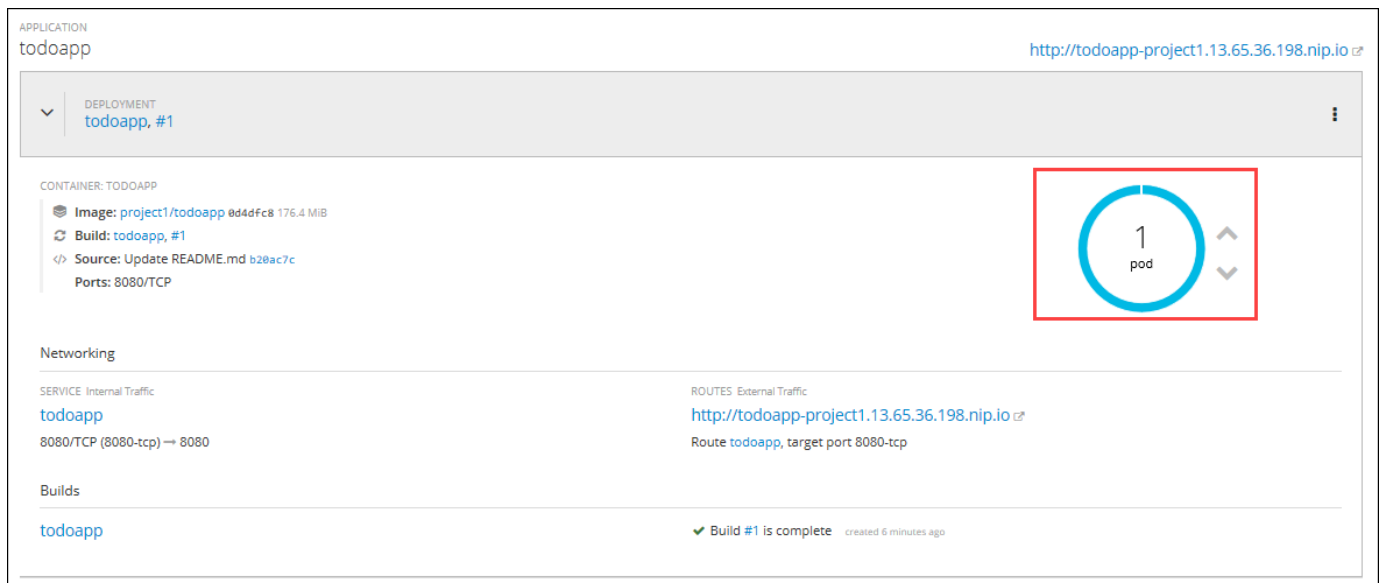 APPLICATION
todoapp
http://todoapp-project1.13.65.36.198.nip.io
DEPLOYMENT
todoapp, #1
CONTAINER: TODOAPP
Image: project1/todoapp 0d4dfc8 176.4 MiB
Build: todoapp, #1
</> Source: Update README.md b20ac7c
Ports: 8080/TCP
1
pod
Networking
SERVICE Internal Traffic
todoapp
8080/TCP (8080-tcp) → 8080
ROUTES External Traffic
http://todoapp-project1.13.65.36.198.nip.io
Route todoapp, target port 8080-tcp
Builds
todoapp
Build #1 is complete created 6 minutes ago